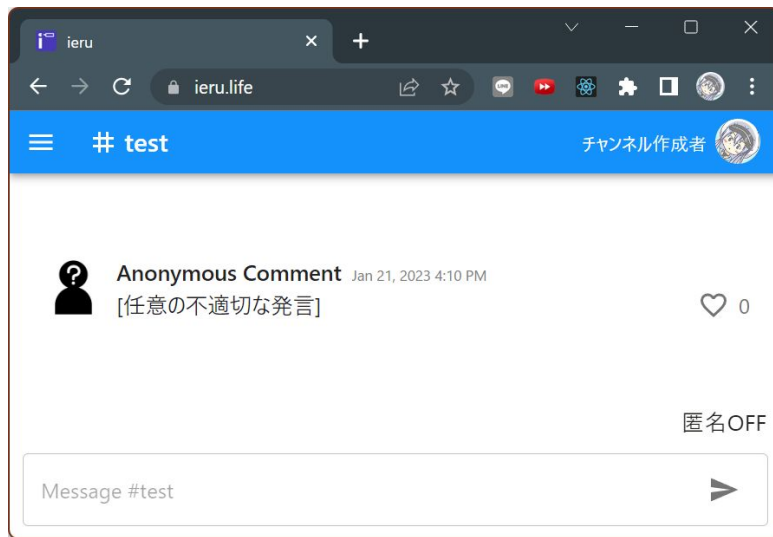 ieru
ieru.life
# test
チャンネル作成者
Anonymous Comment Jan 21, 2023 4:10 PM
[任意の不適切な発言]
0
匿名OFF
Message #test